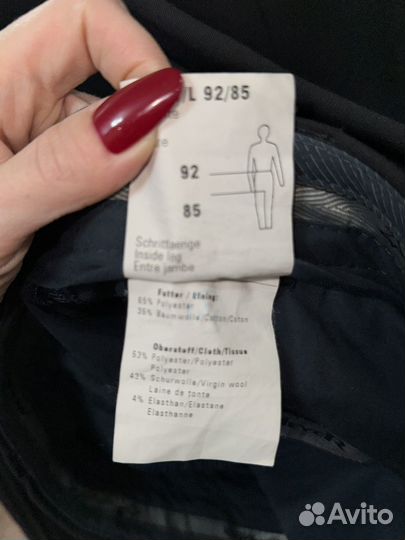 /L 92/85
92
85
Schrittlaenge
Inside leg
Entre jambe
Futter / Lining:
65% Polyester
35% Baumwolle/Cotton/Coton
Oberstoff/Cloth/Tissue
53% Polyester/Polyester
Polyester
43% Schurwolle/Virgin wool
Laine de tonte
4% Elasthan/Elastane
Elasthanne
Avito